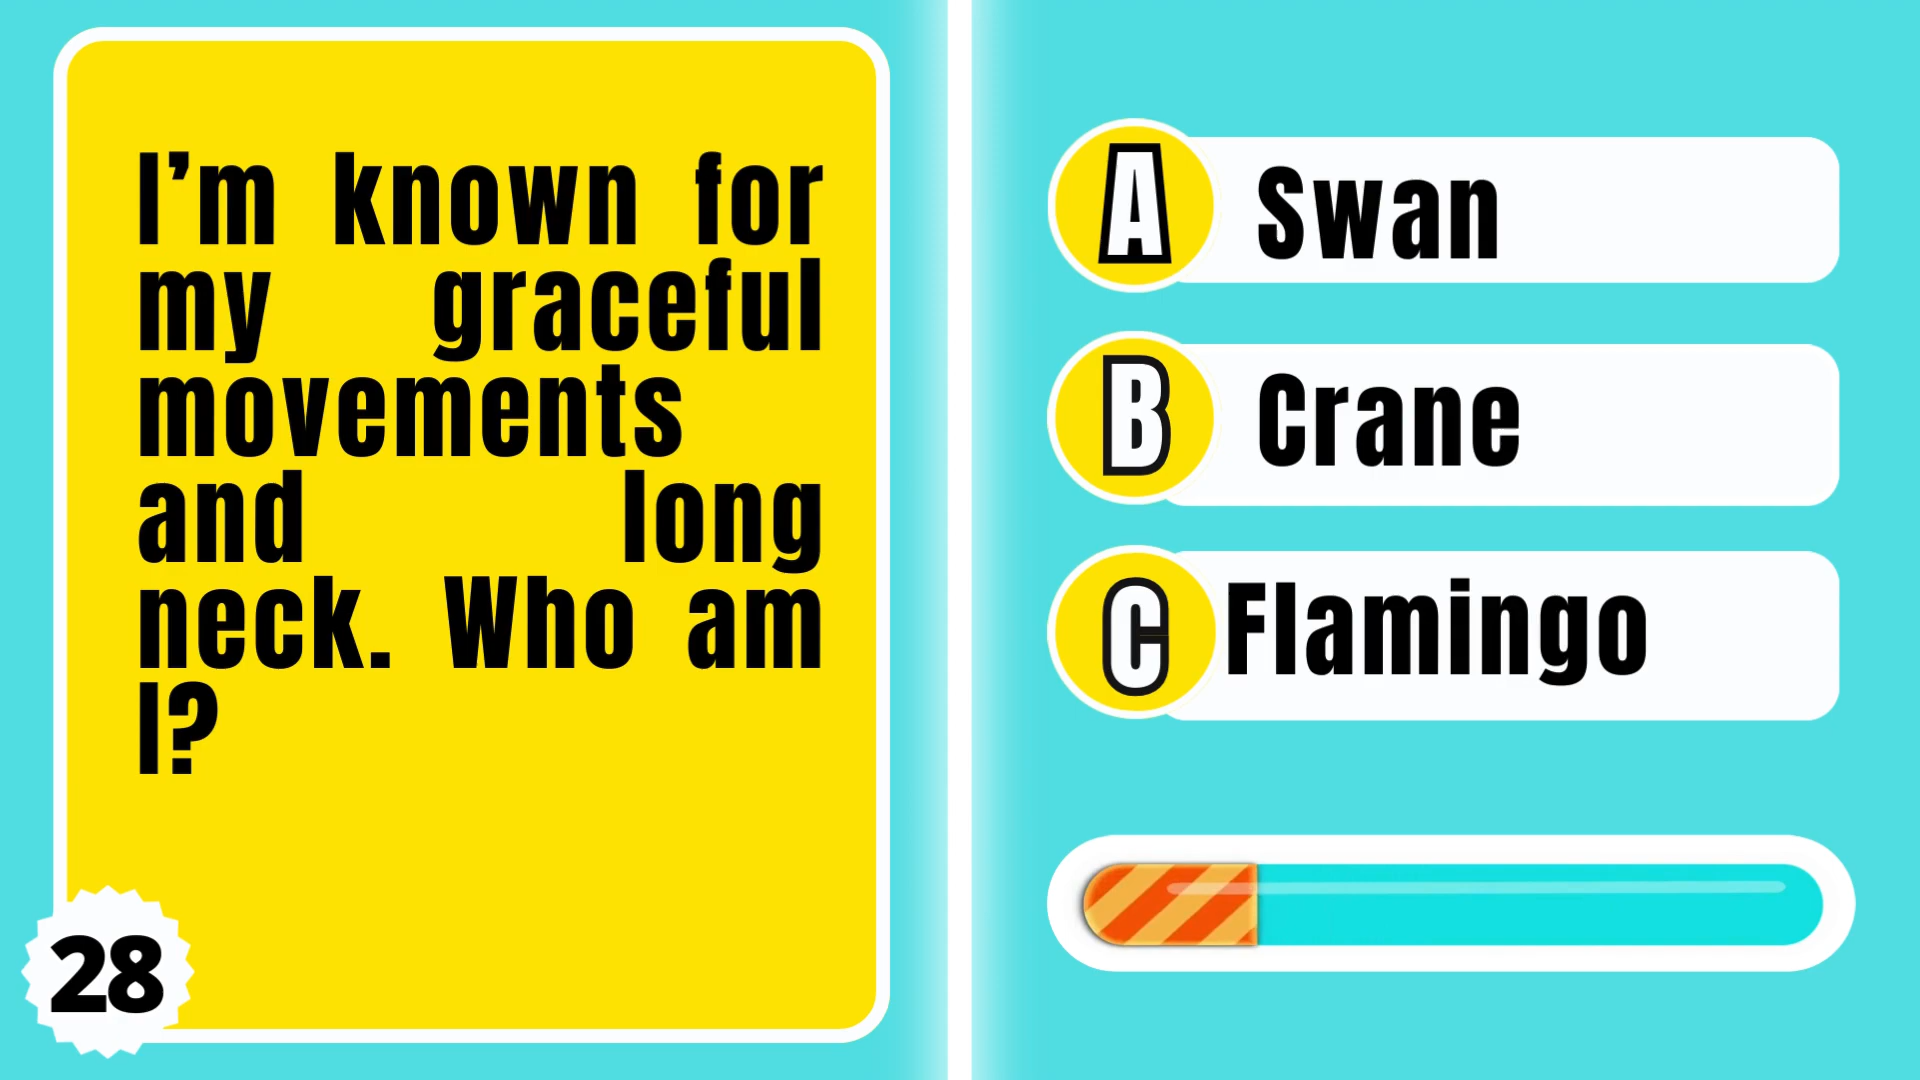 I’m known for
my graceful
movements
and long
neck. Who am
I?
28
A Swan
B Crane
C Flamingo